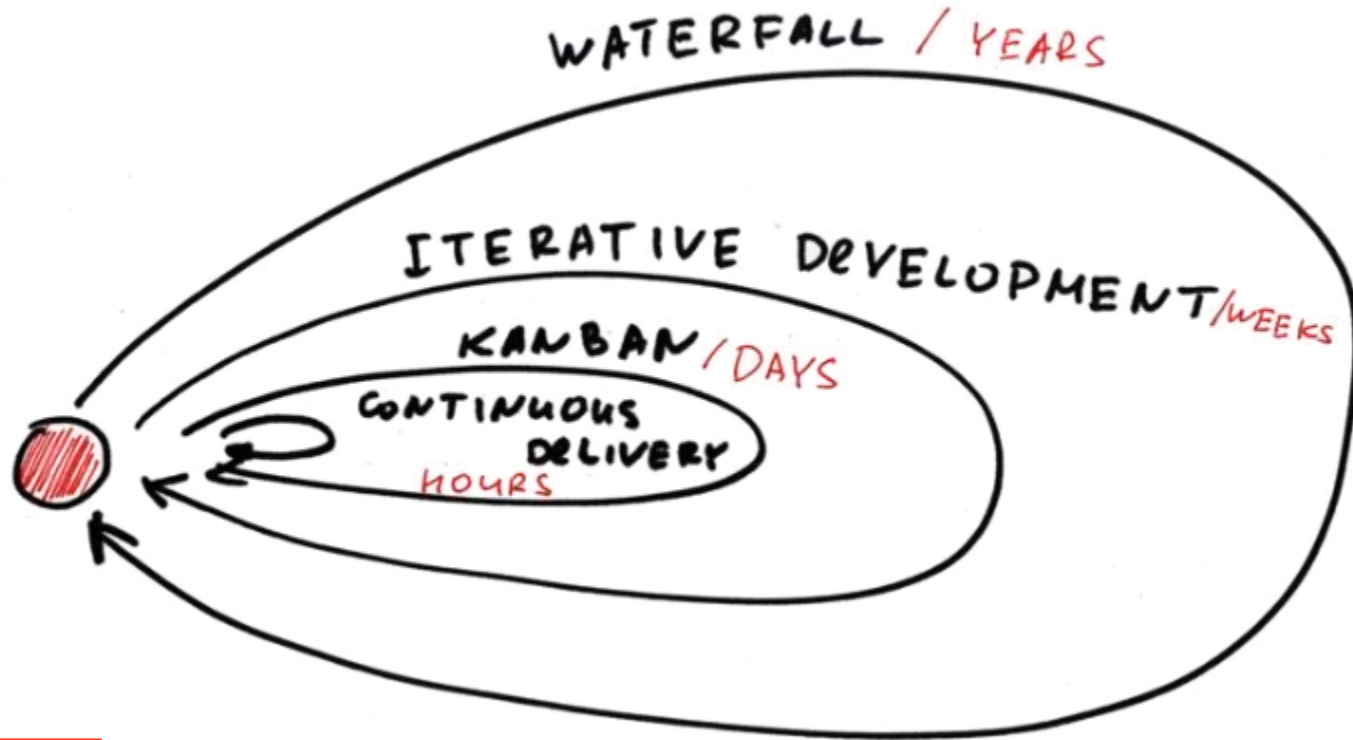 WATERFALL / YEARS
ITERATIVE DeVELOPMENT/WEEKS
KANBAN / DAYS
CONTINUOUS
DeLIVERY
HOURS